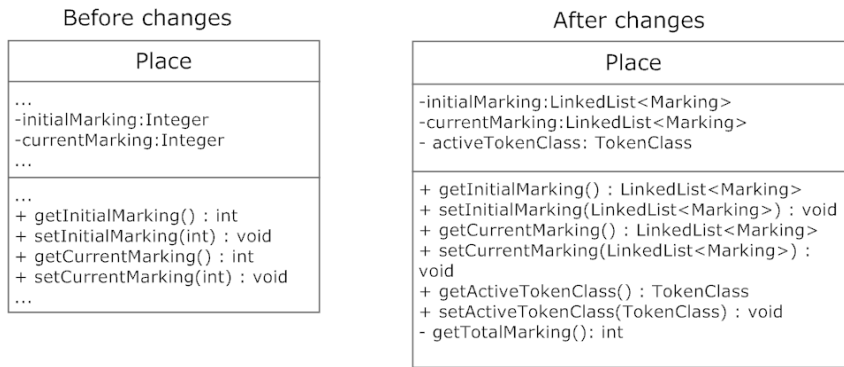 Before changes
Place
...
-initialMarking:Integer
-currentMarking:Integer
...
...
+ getInitialMarking() : int
+ setInitialMarking(int) : void
+ getCurrentMarking() : int
+ setCurrentMarking(int) : void
...
After changes
Place
-initialMarking:LinkedList<Marking>
-currentMarking:LinkedList<Marking>
- activeTokenClass: TokenClass
+ getInitialMarking() : LinkedList<Marking>
+ setInitialMarking(LinkedList<Marking>) : void
+ getCurrentMarking() : LinkedList<Marking>
+ setCurrentMarking(LinkedList<Marking>) :
void
+ getActiveTokenClass() : TokenClass
+ setActiveTokenClass(TokenClass) : void
- getTotalMarking(): int